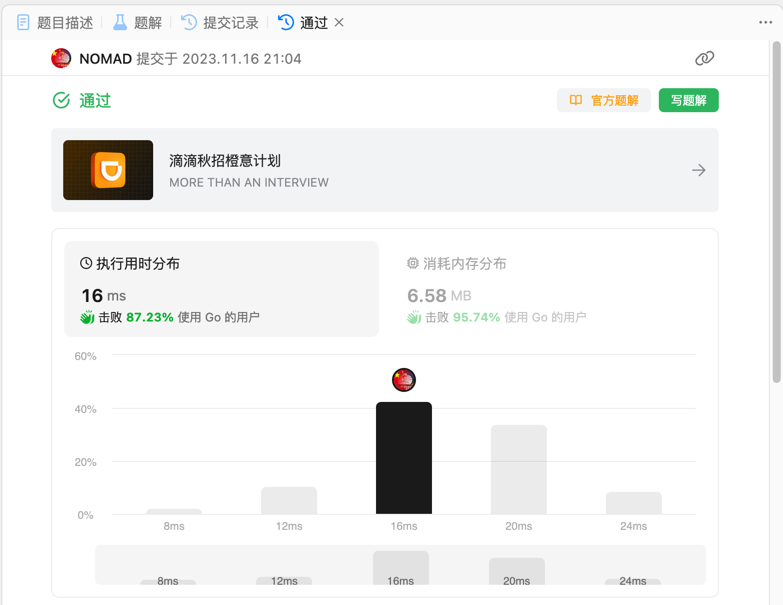 题目描述 题解 提交记录 通过
NOMAD 提交于 2023.11.16 21:04
通过 官方题解 写题解
滴滴秋招橙意计划
MORE THAN AN INTERVIEW
执行用时分布
16 ms
击败 87.23% 使用 Go 的用户
消耗内存分布
6.58 MB
击败 95.74% 使用 Go 的用户
60%
40%
20%
0%
8ms 12ms 16ms 20ms 24ms
8ms 12ms 16ms 20ms 24ms